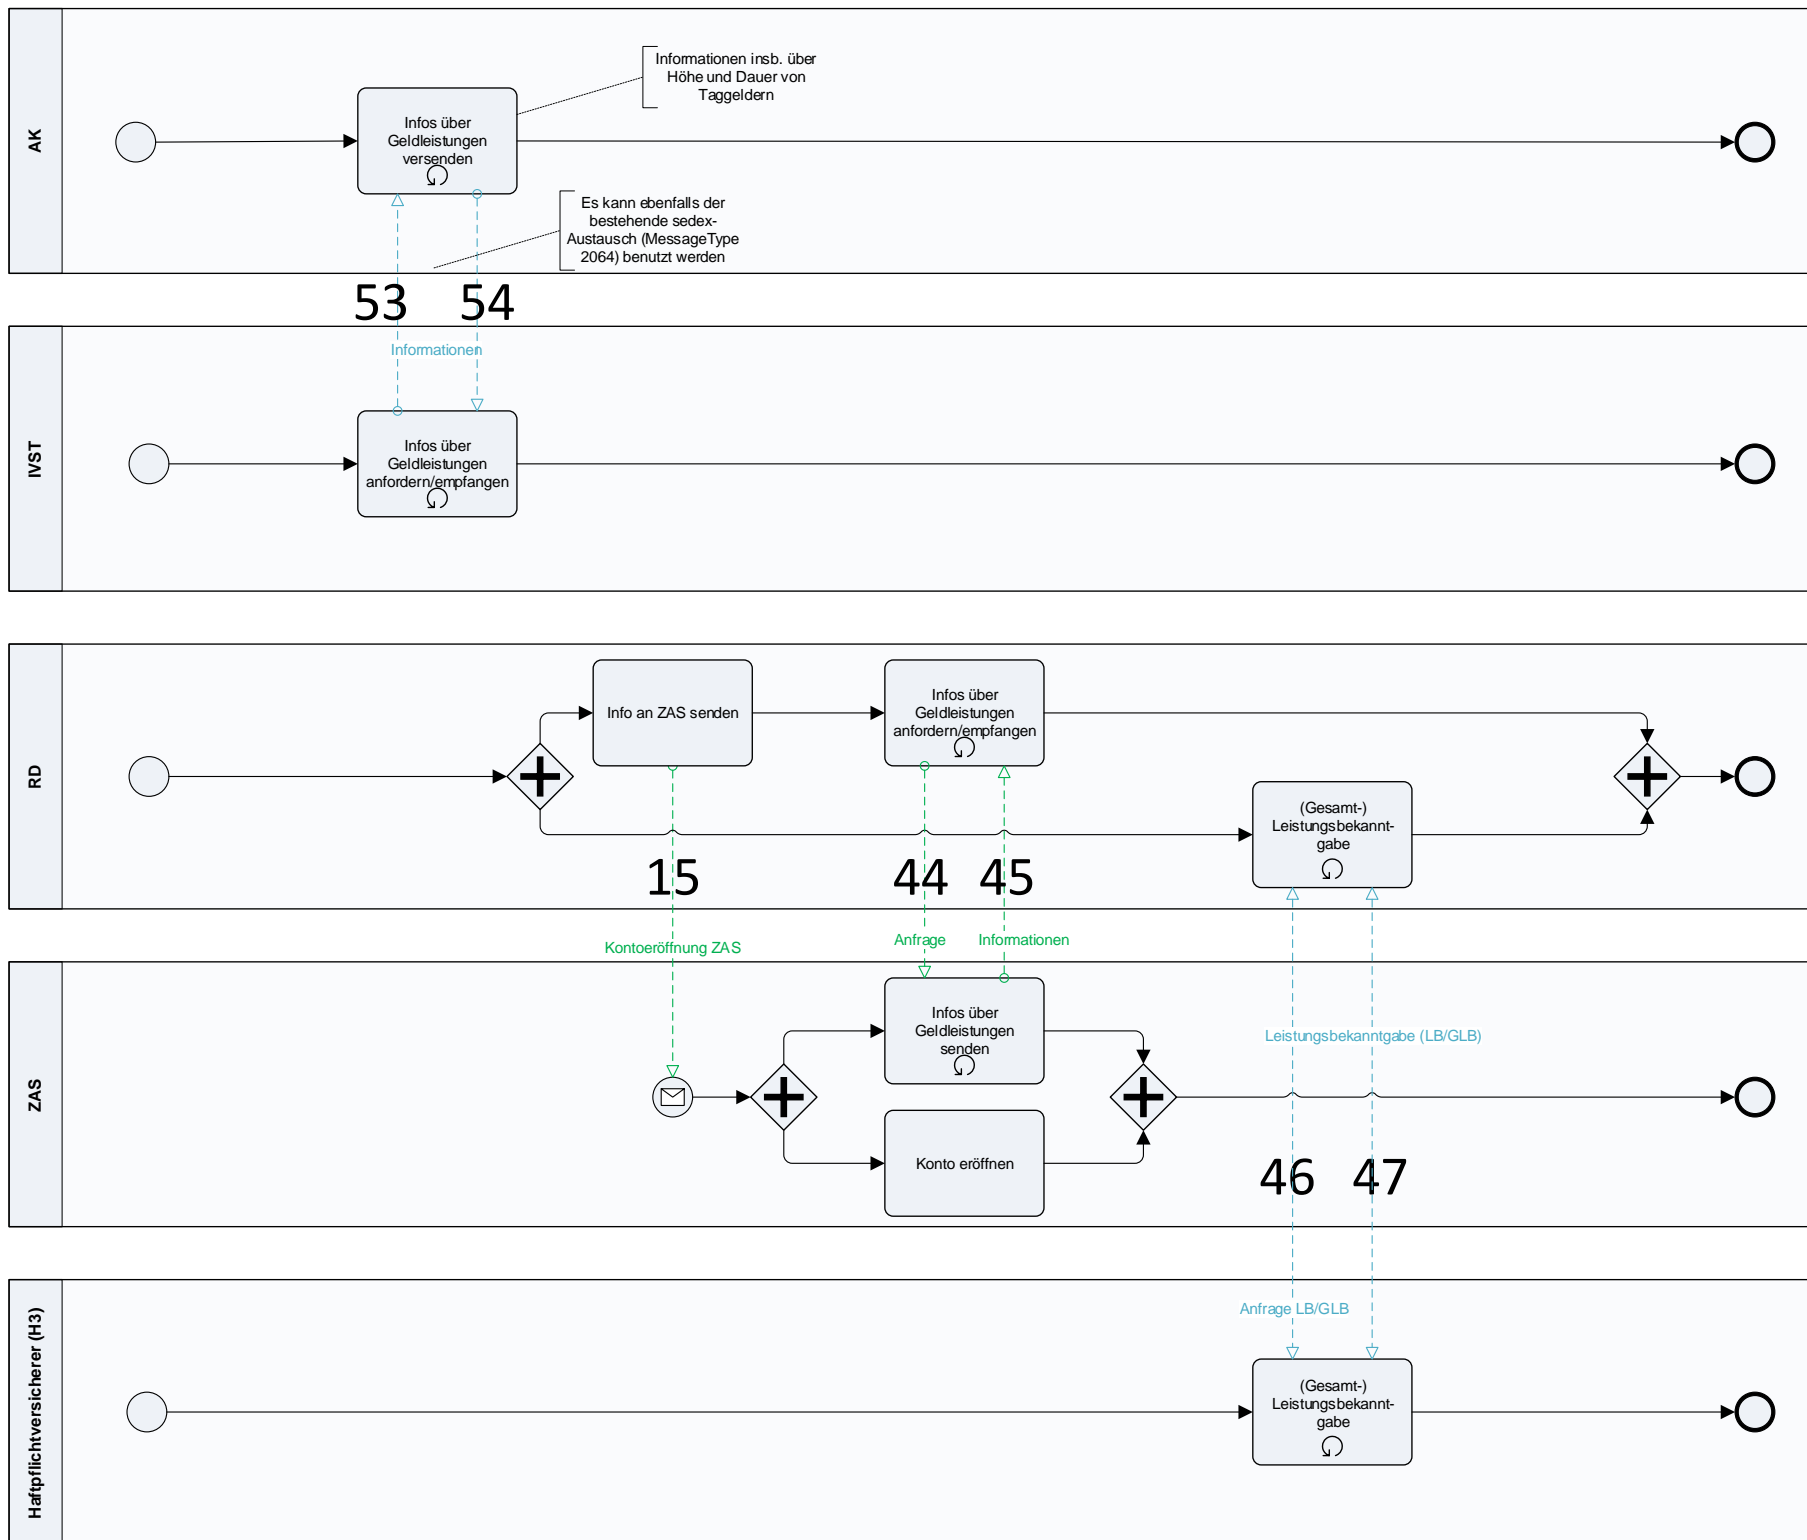 AK
Informationen insb. über
Höhe und Dauer von
Taggeldern
Infos über
Geldleistungen
versenden
Es kann ebenfalls der
bestehende sedex-
Austausch (MessageType
2064) benutzt werden
53
54
IVST
Informationen
Infos über
Geldleistungen
anfordern/empfangen
RD
Info an ZAS senden
Infos über
Geldleistungen
anfordern/empfangen
(Gesamt-)
Leistungsbekannt-
gabe
15
44
45
Kontoeröffnung ZAS
Anfrage
Informationen
ZAS
Infos über
Geldleistungen
senden
Leistungsbekanntgabe (LB/GLB)
Konto eröffnen
46
47
Haftpflichtversicherer (H3)
Anfrage LB/GLB
(Gesamt-)
Leistungsbekannt-
gabe